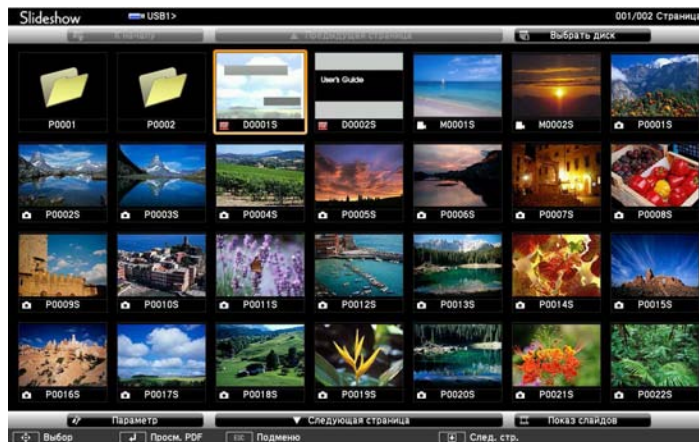 Slideshow USB1> 001/002 Страница
К началу Предыдущая страница Выбрать диск
User's Guide
P0001 P0002 D0001S D0002S M0001S M0002S P0001S
P0002S P0003S P0004S P0005S P0006S P0007S P0008S
P0009S P0010S P0011S P0012S P0013S P0014S P0015S
P0016S P0017S P0018S P0019S P0020S P0021S P0022S
Параметр Следующая страница Показ слайдов
Выбор Просм. PDF ESC Подменю След. стр.